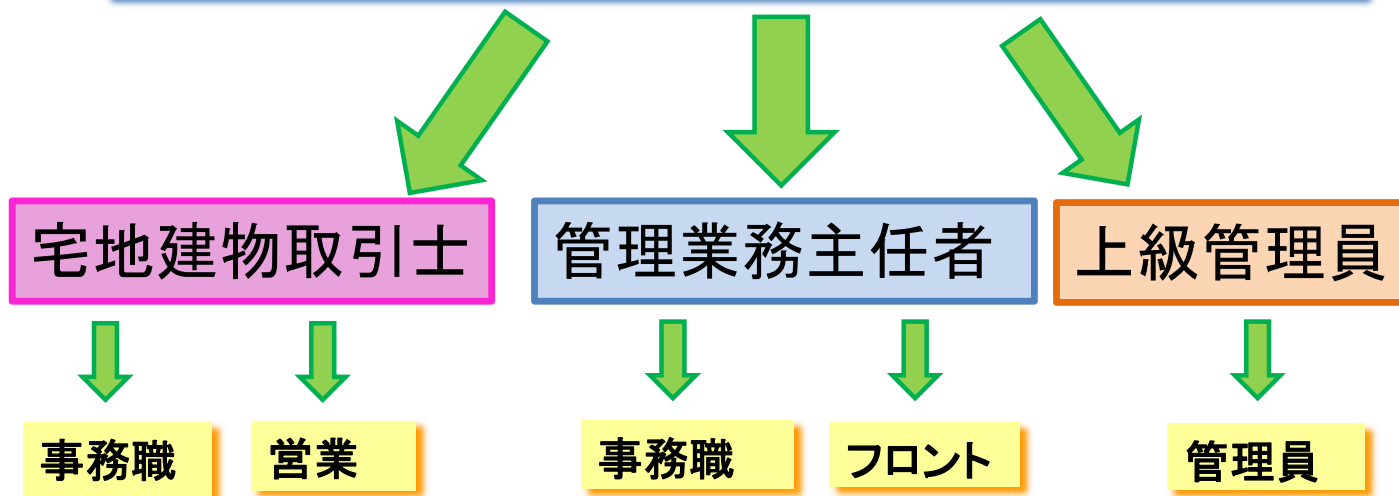 宅地建物取引士
管理業務主任者
上級管理員
事務職
営業
事務職
フロント
管理員